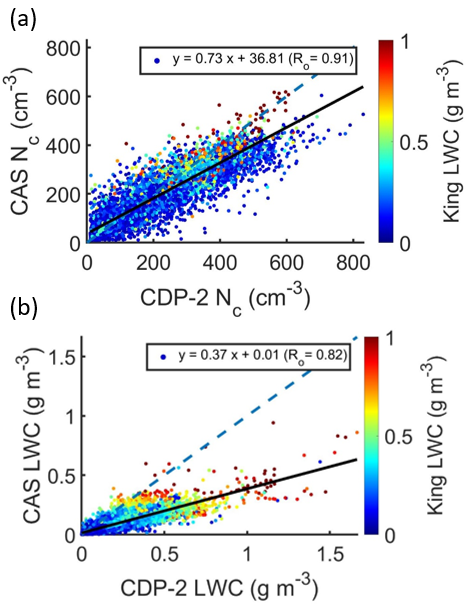 (a)
800
600
400
200
0
CAS N_c (cm^-3)
y = 0.73 x + 36.81 (R_o= 0.91)
0 200 400 600 800
CDP-2 N_c (cm^-3)
1
0.5
0
King LWC (g m^-3)
(b)
1.5
1
0.5
0
CAS LWC (g m^-3)
y = 0.37 x + 0.01 (R_o= 0.82)
0 0.5 1 1.5
CDP-2 LWC (g m^-3)
1
0.5
0
King LWC (g m^-3)